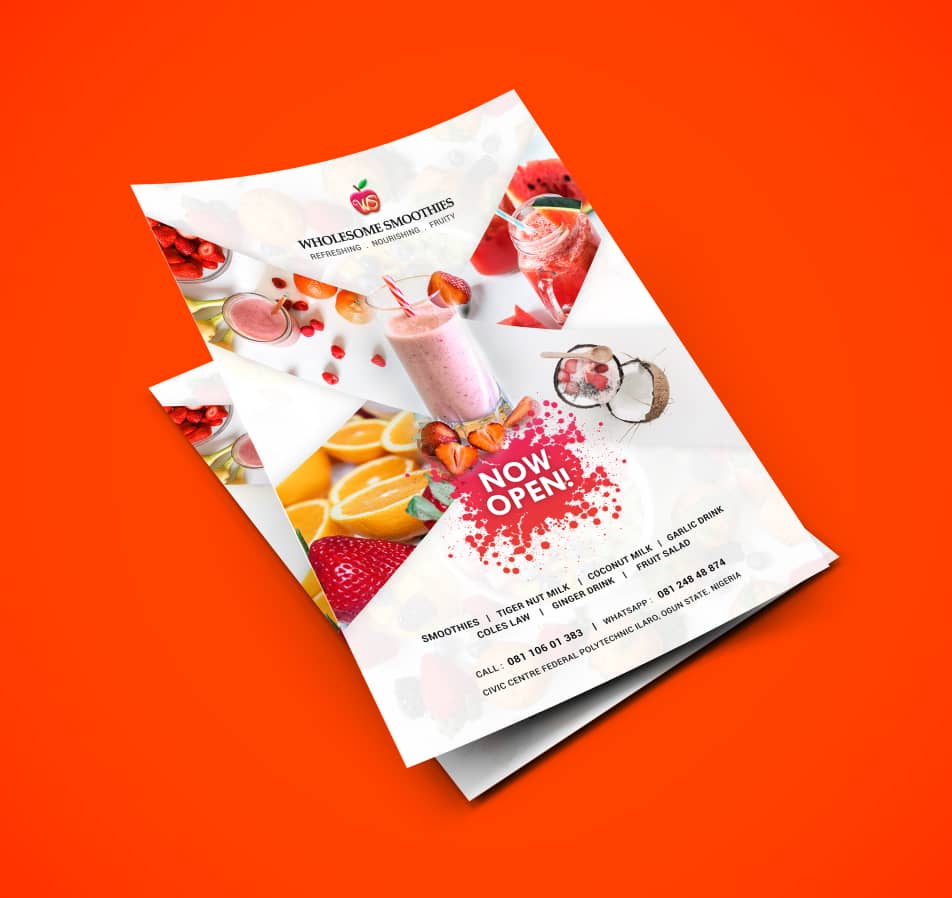 WS
WHOLESOME SMOOTHIES
REFRESHING . NOURISHING . FRUITY
NOW
OPEN!
SMOOTHIES | TIGER NUT MILK | COCONUT MILK | GARLIC DRINK
COLES LAW | GINGER DRINK | FRUIT SALAD
CALL : 081 106 01 383 | WHATSAPP : 081 248 48 874
CIVIC CENTRE FEDERAL POLYTECHNIC ILARO, OGUN STATE. NIGERIA